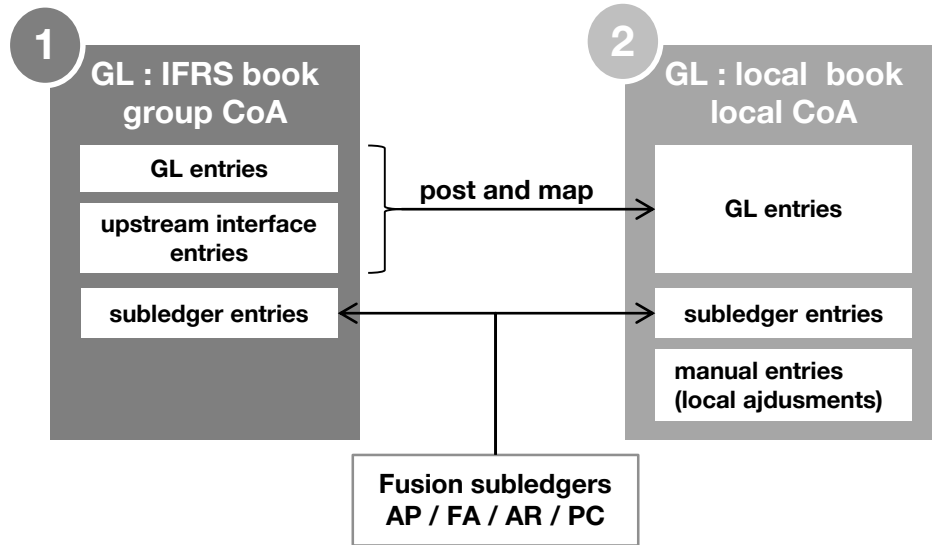 1
GL : IFRS book
group CoA
GL entries
upstream interface
entries
subledger entries
post and map
2
GL : local book
local CoA
GL entries
subledger entries
manual entries
(local ajdusments)
Fusion subledgers
AP / FA / AR / PC